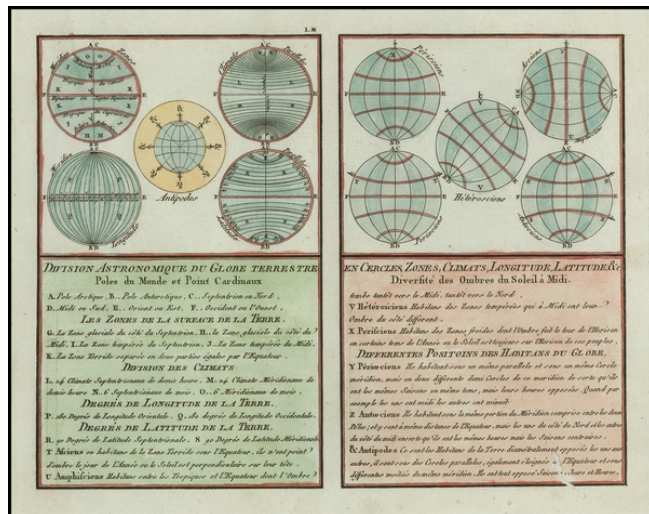 1.8
Zones
Climats
Paralleles
Antipodes
Longitude
Périsciens
Hétérosciens
DIVISION ASTRONOMIQUE DU GLOBE TERRESTRE
Poles du Monde et Point Cardinaux
A. Pole Arctique . B . Pole Antarctique , C . . Septentrion ou Nord .
D. Midi ou Sud, E . . Orient ou Est, F . Occident ou l'Ouest .
LES ZONES DE LA SURFACE DE LA TERRE .
G. La Zone glaciale du côté du Septentrion, H. la Zone glaciale du côté du
Midi, I. La Zone tempérée du Septentrion, J. La Zone tempérée du Midi,
K. La Zone Torride separée en deux parties égales par l'Equateur .
DIVISION DES CLIMATS
L. 24 Climats Septentrionaux de demie heure, M. 24 Climats Méridionaux de
demie heure N. 6 Septentrionaux de mois, O. 6 Méridionaux de mois .
DEGRÉS DE LONGITUDE DE LA TERRE .
P. 180 Degrés de Longitude Orientale, Q. 180 degrés de Longitude Occidentale.
DEGRÉS DE LATITUDE DE LA TERRE .
R. 90 Degrés de Latitude Septentrionale. S 90 Degrés de Latitude Méridionale
T Asciens ou habitans de la Zone Torride sous l'Equateur, ils n'ont point
d'ombre le jour de l'Année ou le Soleil est perpendiculaire sur leur tête .
U Amphisciens Habitans entre les Tropiques et l'Equateur dont l'Ombre
EN CERCLES, ZONES, CLIMATS, LONGITUDE, LATITUDE, &c
Diversité des Ombres du Soleil à Midi.
tombe tantôt vers le Midi, tantôt vers le Nord .
V Hétérosciens Habitans des Zones tempérées qui à Midi ont leur
Ombre du côté different .
X Perisciens Habitans des Zones froides dont l'Ombre fait le tour de l'Horison
en certains tems de l'Année ou le Soleil est toujours sur l'Horison de ces peuples .
DIFFERENTES POSITOINS DES HABITANS DU GLOBE .
Y Périœciens Ils habitent sous un même parallele et sous un même Cercle
méridien, mais en deux differents demi Cercles de ce meridien de sorte qu'ils
ont les mêmes Saisons en même tems, mais leurs heures opposées. Quand par
exemple les uns ont midi les autres ont minuit
Z Antœciens Ils habitent sous la même portion du Méridien comprise entre les deux
Poles; et y sont à même distance de l'Equateur, mais les uns du côté du Nord et les autres
du côté du midi ensorte qu'ils ont les mêmes heures mais les Saisons contraires .
& Antipodes Ce sont les Habitans de la Terre diamétralement opposés les uns aux
autres, il sont sous des Cercles paralleles, également éloignés de l'Equateur et sous
differentes moitiés du même méridien. Ils ont tout opposé Saisons, Jours et Heures,